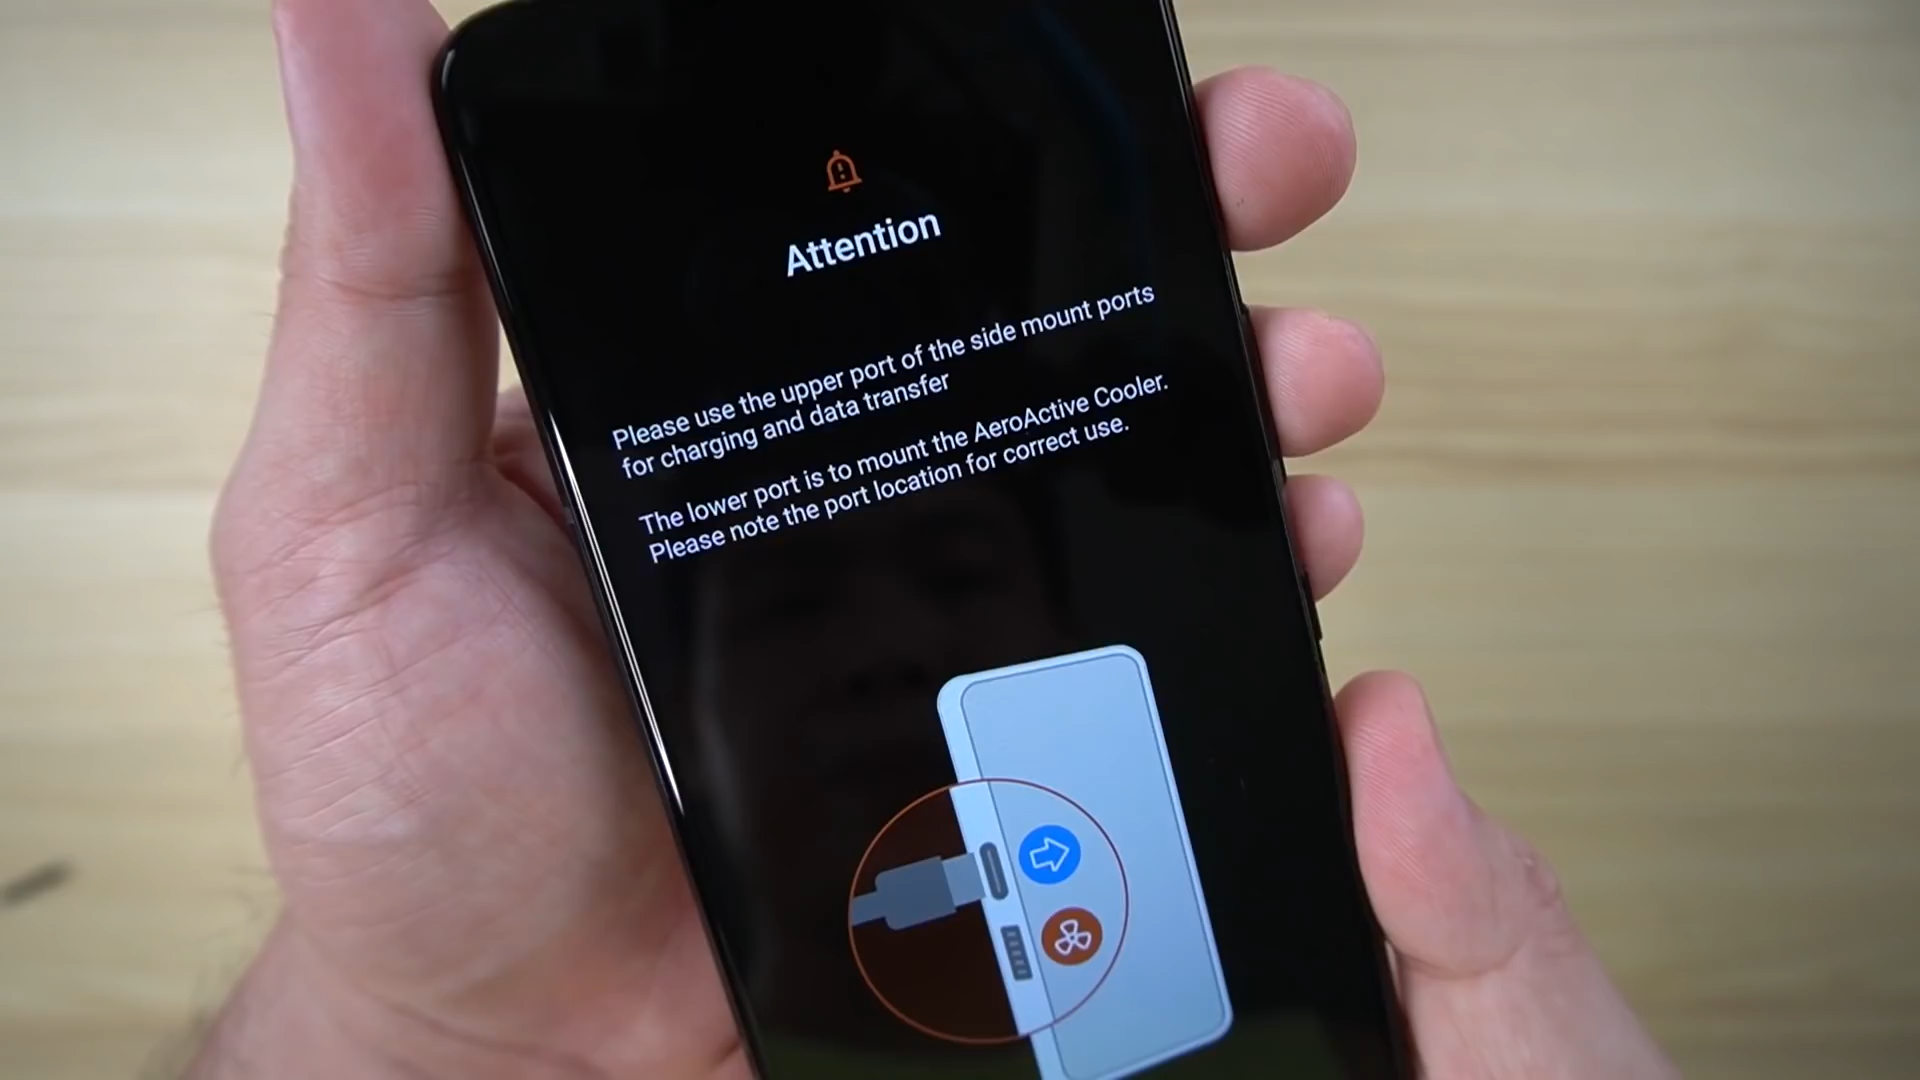 Attention
Please use the upper port of the side mount ports
for charging and data transfer
The lower port is to mount the AeroActive Cooler.
Please note the port location for correct use.